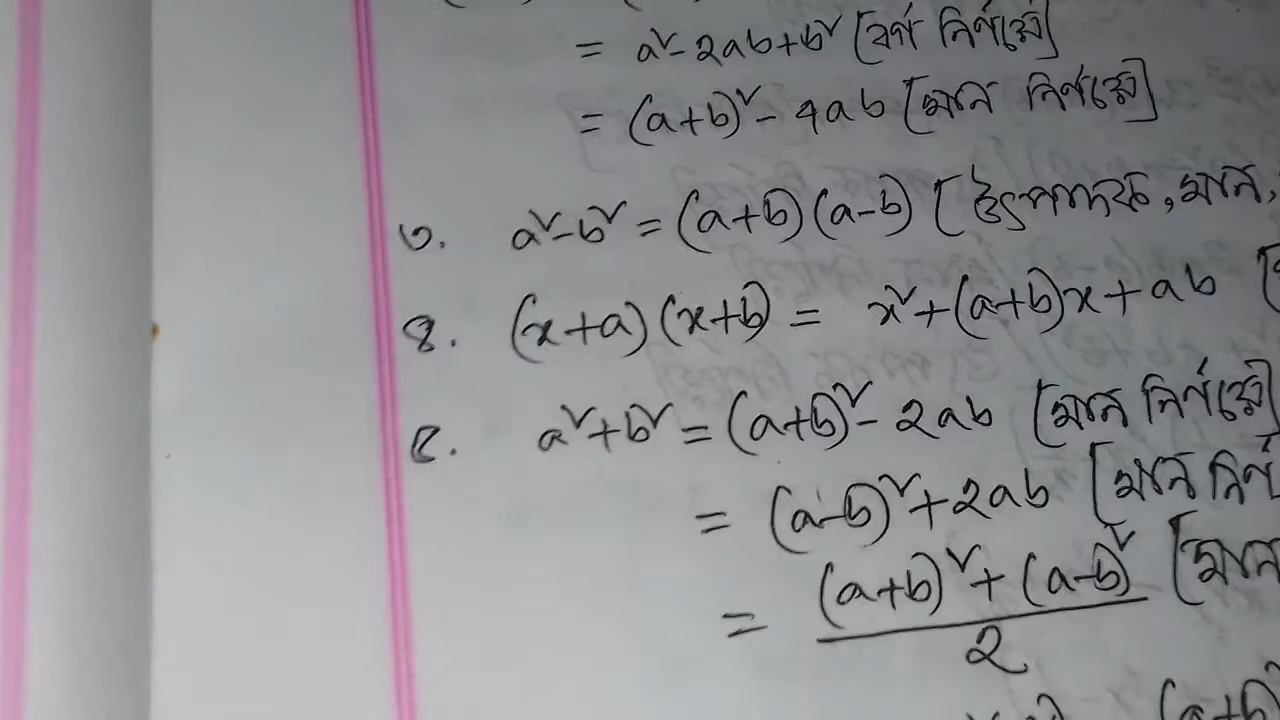 = a² - 2ab + b² [বর্গ নির্ণয়ে]
= (a+b)² - 4ab [মান নির্ণয়ে]
৩. a² - b² = (a+b)(a-b) [উৎপাদক, মান,
৪. (x+a)(x+b) = x² + (a+b)x + ab [
৫. a² + b² = (a+b)² - 2ab [মান নির্ণয়ে]
= (a-b)² + 2ab [মান নির্ণ
= (a+b)² + (a-b)² [মান
2
(a+b)